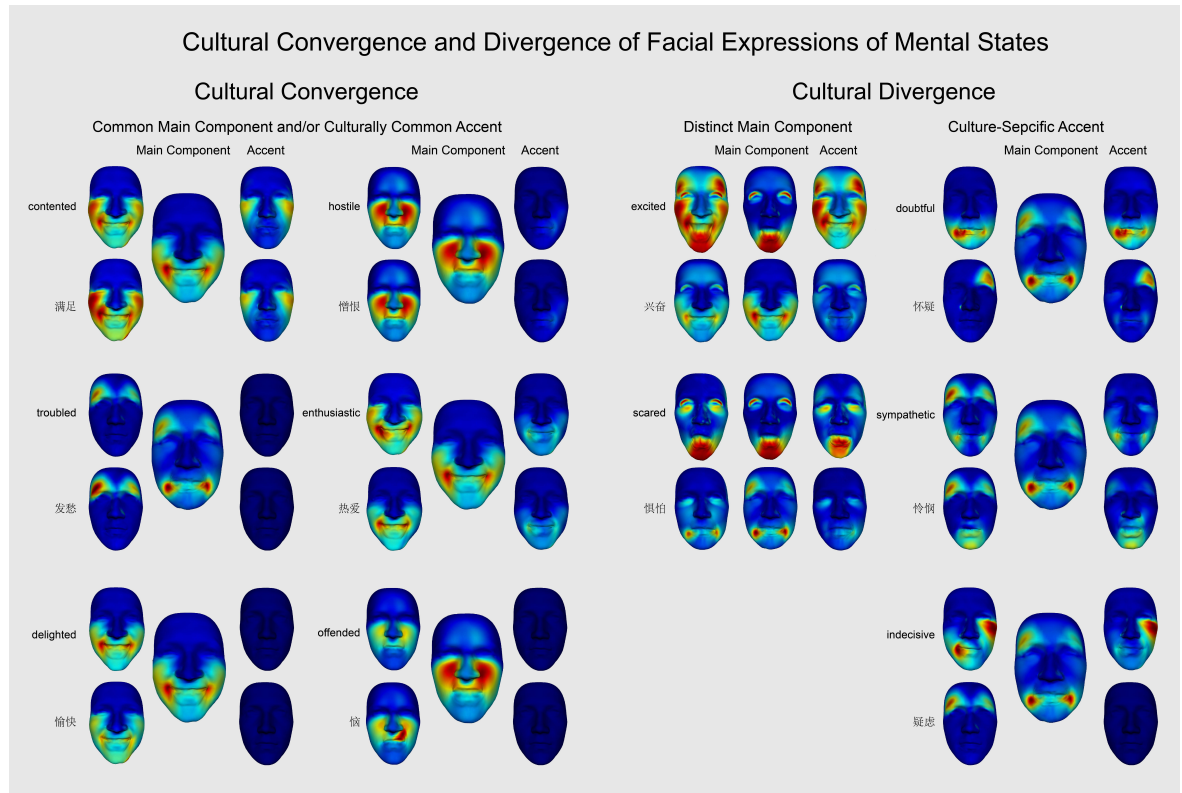 Cultural Convergence and Divergence of Facial Expressions of Mental States
Cultural Convergence
Common Main Component and/or Culturally Common Accent
Main Component
Accent
Main Component
Accent
contented
满足
hostile
憎恨
troubled
发愁
enthusiastic
热爱
delighted
愉快
offended
恼
Cultural Divergence
Distinct Main Component
Main Component
Accent
excited
兴奋
scared
惧怕
Culture-Sepcific Accent
Main Component
Accent
doubtful
怀疑
sympathetic
怜悯
indecisive
疑虑